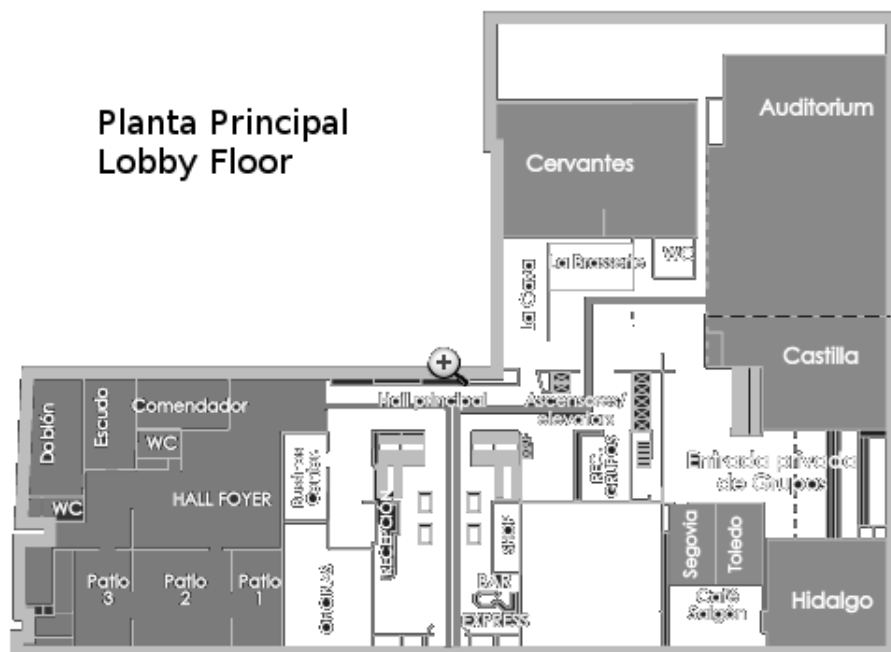 Planta Principal
Lobby Floor
Auditorium
Cervantes
WC
La Brasserie
La Cava
Castilla
Hall principal
Ascensores/
elevators
Doblón
Escudo
Comendador
WC
WC
HALL FOYER
Business
Center
RECEPCIÓN
REC.
GRUPOS
Entrada privada
de Grupos
SHOP
Segovia
Toledo
Patio
3
Patio
2
Patio
1
OFICINAS
BAR
EXPRESS
Café
Salgón
Hidalgo